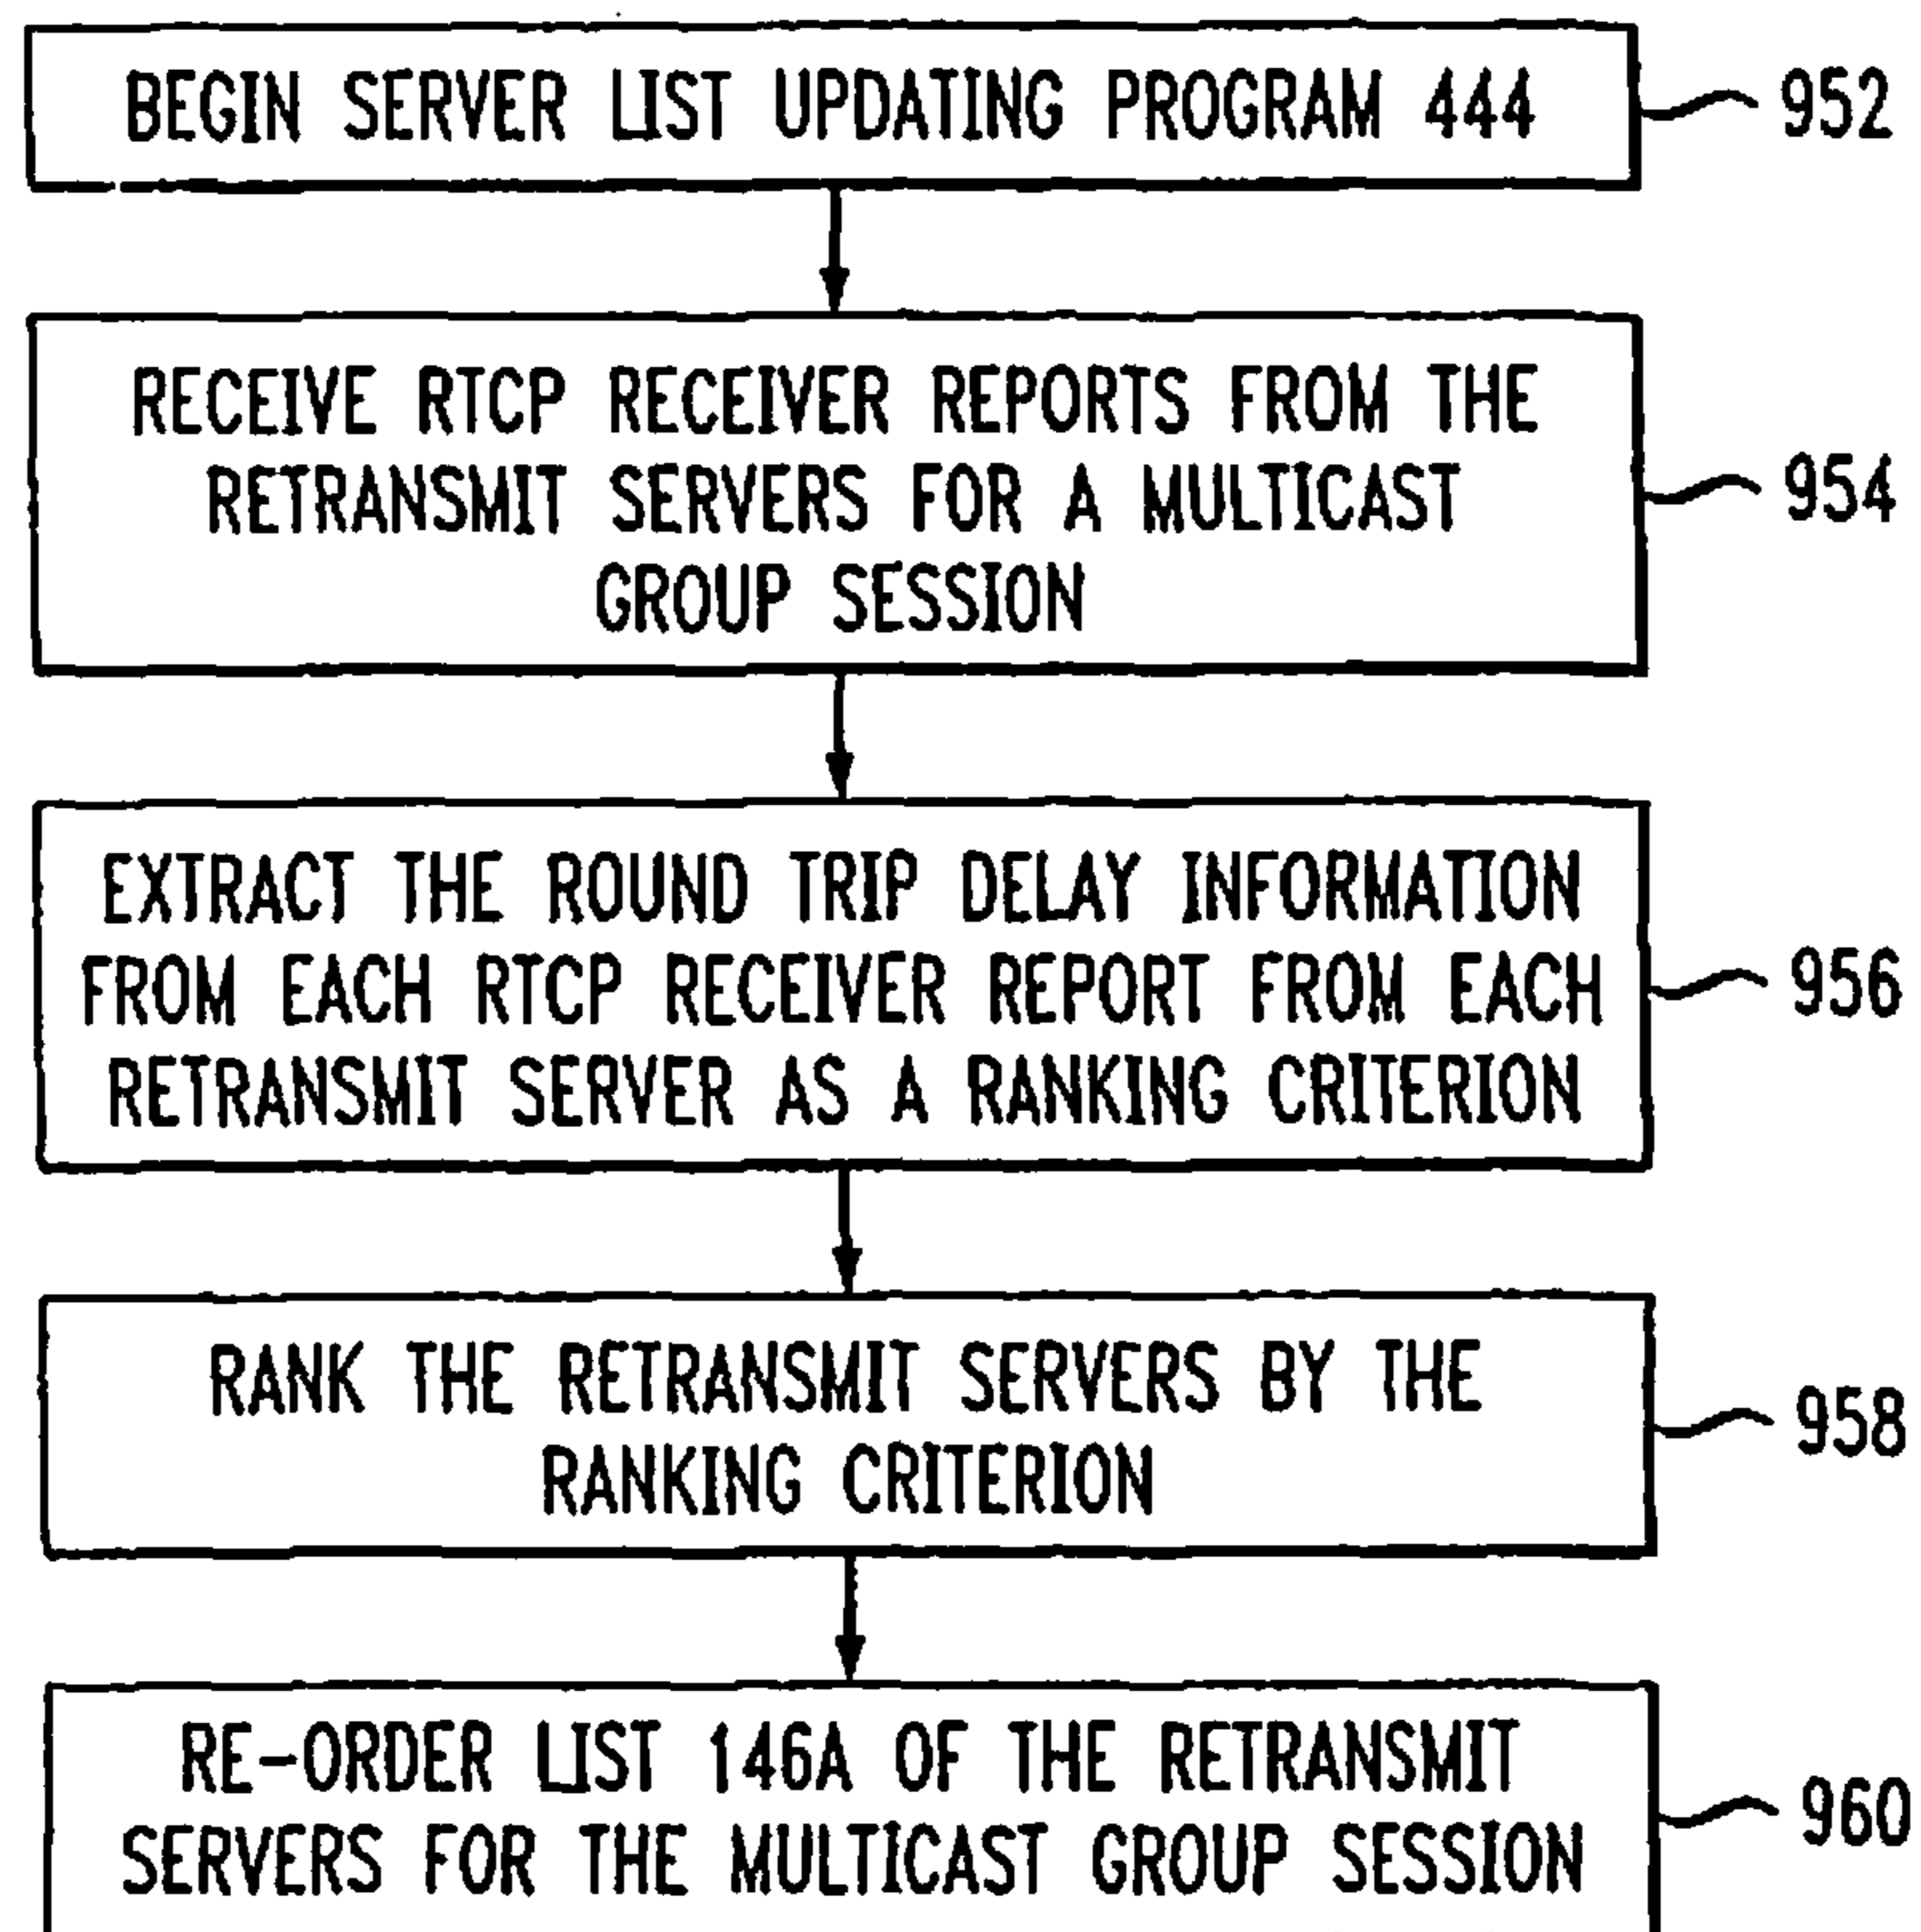 BEGIN SERVER LIST UPDATING PROGRAM 444
952
RECEIVE RTCP RECEIVER REPORTS FROM THE
RETRANSMIT SERVERS FOR A MULTICAST
GROUP SESSION
954
EXTRACT THE ROUND TRIP DELAY INFORMATION
FROM EACH RTCP RECEIVER REPORT FROM EACH
RETRANSMIT SERVER AS A RANKING CRITERION
956
RANK THE RETRANSMIT SERVERS BY THE
RANKING CRITERION
958
RE-ORDER LIST 146A OF THE RETRANSMIT
SERVERS FOR THE MULTICAST GROUP SESSION
960